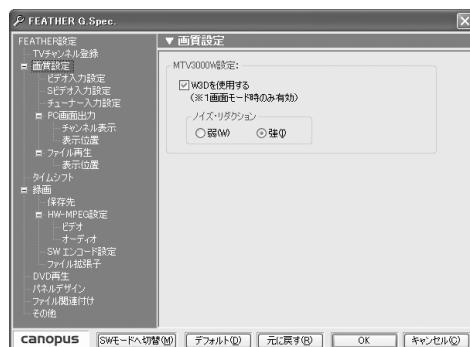 FEATHER G.Spec.
FEATHER設定
TVチャンネル登録
画質設定
ビデオ入力設定
Sビデオ入力設定
チューナー入力設定
PC画面出力
チャンネル表示
表示位置
ファイル再生
表示位置
タイムシフト
録画
保存先
HW-MPEG設定
ビデオ
オーディオ
SWエンコード設定
ファイル拡張子
DVD再生
パネルデザイン
ファイル関連付け
その他
▼ 画質設定
MTV3000W設定:
W3Dを使用する
(※1画面モード時のみ有効)
ノイズ・リダクション
弱(W) 強(I)
canopus SWモードへ切替(M) デフォルト(D) 元に戻す(R) OK キャンセル(C)